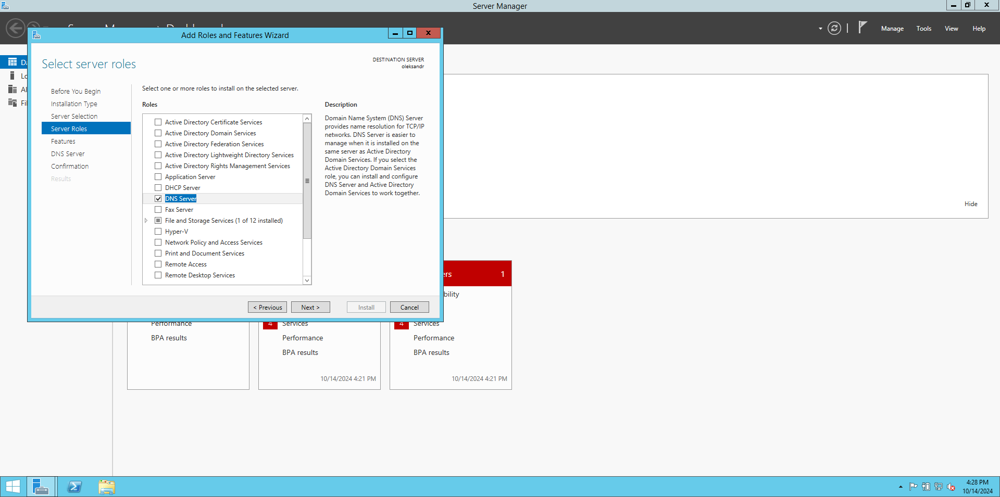 Server Manager
Manage
Tools
View
Help
Add Roles and Features Wizard
Select server roles
DESTINATION SERVER
oleksandr
Before You Begin
Installation Type
Server Selection
Server Roles
Features
DNS Server
Confirmation
Results
Select one or more roles to install on the selected server.
Roles
Active Directory Certificate Services
Active Directory Domain Services
Active Directory Federation Services
Active Directory Lightweight Directory Services
Active Directory Rights Management Services
Application Server
DHCP Server
DNS Server
Fax Server
File and Storage Services (1 of 12 installed)
Hyper-V
Network Policy and Access Services
Print and Document Services
Remote Access
Remote Desktop Services
Description
Domain Name System (DNS) Server
provides name resolution for TCP/IP
networks. DNS Server is easier to
manage when it is installed on the
same server as Active Directory
Domain Services. If you select the
Active Directory Domain Services
role, you can install and configure
DNS Server and Active Directory
Domain Services to work together.
< Previous
Next >
Install
Cancel
Hide
ers 1
bility
Performance
BPA results
4 Services
Performance
BPA results
10/14/2024 4:21 PM
4 Services
Performance
BPA results
10/14/2024 4:21 PM
4:28 PM
10/14/2024